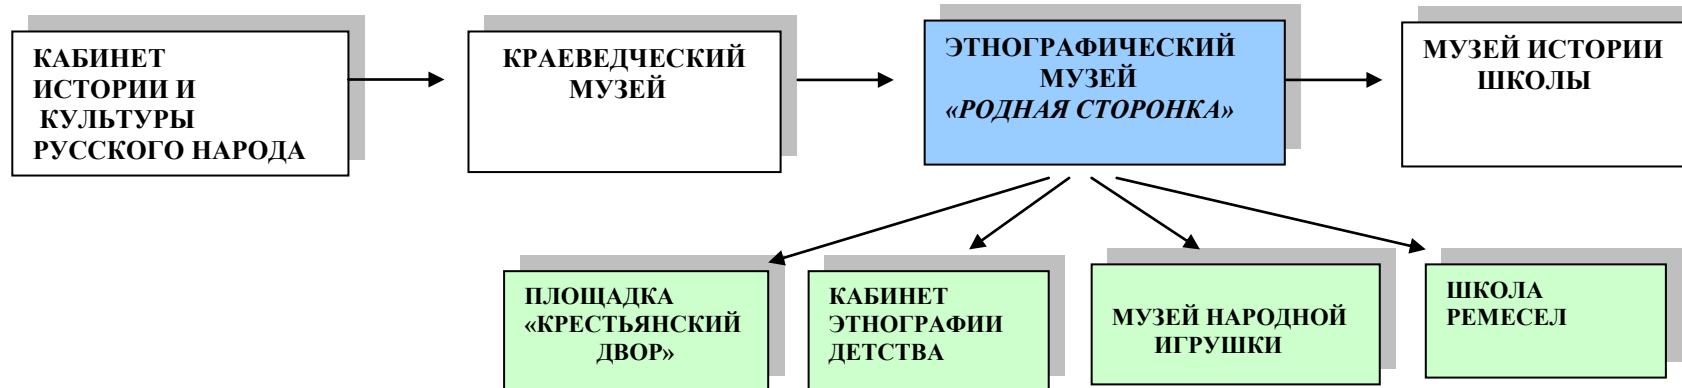 КАБИНЕТ
ИСТОРИИ И
КУЛЬТУРЫ
РУССКОГО НАРОДА
КРАЕВЕДЧЕСКИЙ
МУЗЕЙ
ЭТНОГРАФИЧЕСКИЙ
МУЗЕЙ
«РОДНАЯ СТОРОНКА»
МУЗЕЙ ИСТОРИИ
ШКОЛЫ
ПЛОЩАДКА
«КРЕСТЬЯНСКИЙ
ДВОР»
КАБИНЕТ
ЭТНОГРАФИИ
ДЕТСТВА
МУЗЕЙ НАРОДНОЙ
ИГРУШКИ
ШКОЛА
РЕМЕСЕЛ